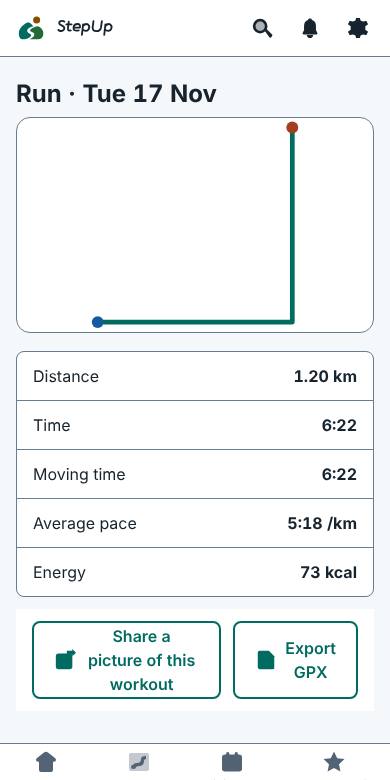 StepUp
Run · Tue 17 Nov
Distance 1.20 km
Time 6:22
Moving time 6:22
Average pace 5:18 /km
Energy 73 kcal
Share a
picture of this
workout
Export
GPX